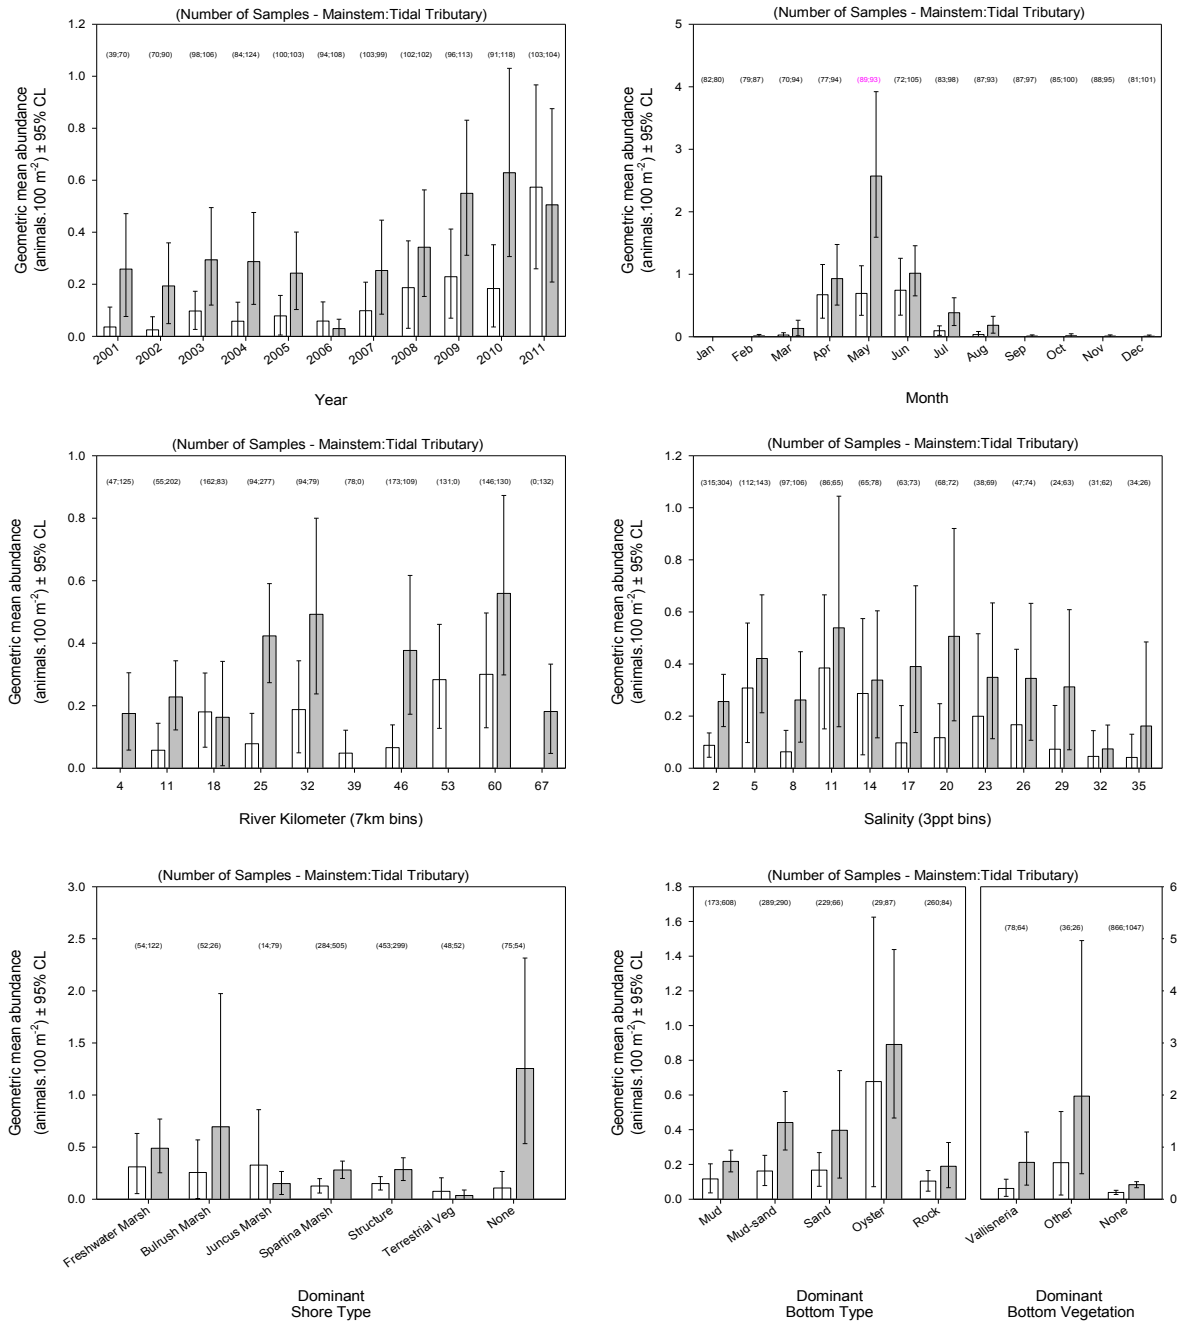 (Number of Samples - Mainstem:Tidal Tributary)
Geometric mean abundance
(animals.100 m-2) ± 95% CL
1.2
1.0
0.8
0.6
0.4
0.2
0.0
(39;70) (70;90) (98;106) (84;124) (100;103) (94;108) (103;99) (102;102) (96;113) (91;118) (103;104)
2001 2002 2003 2004 2005 2006 2007 2008 2009 2010 2011
Year
(Number of Samples - Mainstem:Tidal Tributary)
Geometric mean abundance
(animals.100 m-2) ± 95% CL
5
4
3
2
1
0
(82;80) (79;87) (70;94) (77;94) (89;93) (72;105) (83;98) (87;93) (87;97) (85;100) (88;95) (81;101)
Jan Feb Mar Apr May Jun Jul Aug Sep Oct Nov Dec
Month
(Number of Samples - Mainstem:Tidal Tributary)
Geometric mean abundance
(animals.100 m-2) ± 95% CL
1.0
0.8
0.6
0.4
0.2
0.0
(47;125) (55;202) (162;83) (94;277) (94;79) (78;0) (173;109) (131;0) (146;130) (0;132)
4 11 18 25 32 39 46 53 60 67
River Kilometer (7km bins)
(Number of Samples - Mainstem:Tidal Tributary)
Geometric mean abundance
(animals.100 m-2) ± 95% CL
1.2
1.0
0.8
0.6
0.4
0.2
0.0
(315;304) (112;143) (97;106) (86;65) (65;78) (63;73) (68;72) (38;69) (47;74) (24;63) (31;62) (34;26)
2 5 8 11 14 17 20 23 26 29 32 35
Salinity (3ppt bins)
(Number of Samples - Mainstem:Tidal Tributary)
Geometric mean abundance
(animals.100 m-2) ± 95% CL
3.0
2.5
2.0
1.5
1.0
0.5
0.0
(54;122) (52;26) (14;79) (284;505) (453;299) (48;52) (75;54)
Freshwater Marsh Bulrush Marsh Juncus Marsh Spartina Marsh Structure Terrestrial Veg None
Dominant
Shore Type
(Number of Samples - Mainstem:Tidal Tributary)
Geometric mean abundance
(animals.100 m-2) ± 95% CL
1.8
1.6
1.4
1.2
1.0
0.8
0.6
0.4
0.2
0.0
(173;608) (289;290) (229;66) (29;87) (260;84)
Mud Mud-sand Sand Oyster Rock
Dominant
Bottom Type
(78;64) (36;26) (866;1047)
6
5
4
3
2
1
0
Vallisneria Other None
Dominant
Bottom Vegetation